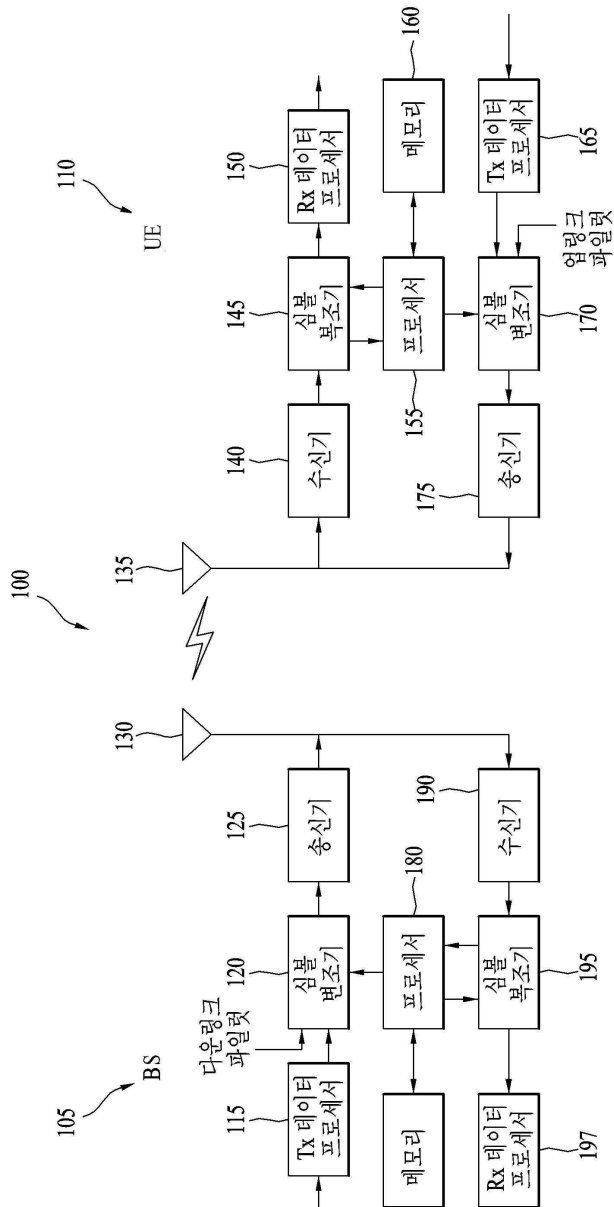 100
105
BS
110
UE
115
Tx 데이터
프로세서
다운링크
파일럿
120
심볼
변조기
125
송신기
130
135
140
수신기
145
심볼
복조기
150
Rx 데이터
프로세서
메모리
180
프로세서
프로세서
155
메모리
160
197
Rx 데이터
프로세서
195
심볼
복조기
190
수신기
175
송신기
170
심볼
변조기
업링크
파일럿
165
Tx 데이터
프로세서